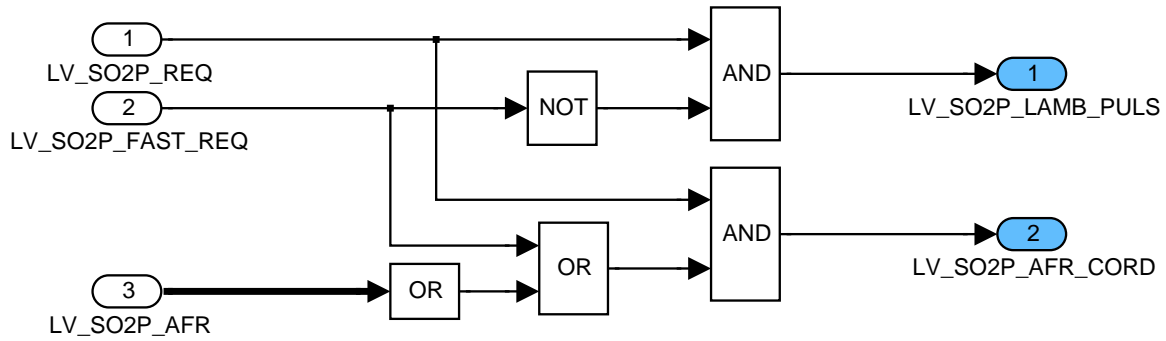 1
LV_SO2P_REQ
2
LV_SO2P_FAST_REQ
NOT
AND
1
LV_SO2P_LAMB_PULS
AND
2
LV_SO2P_AFR_CORD
OR
3
LV_SO2P_AFR
OR